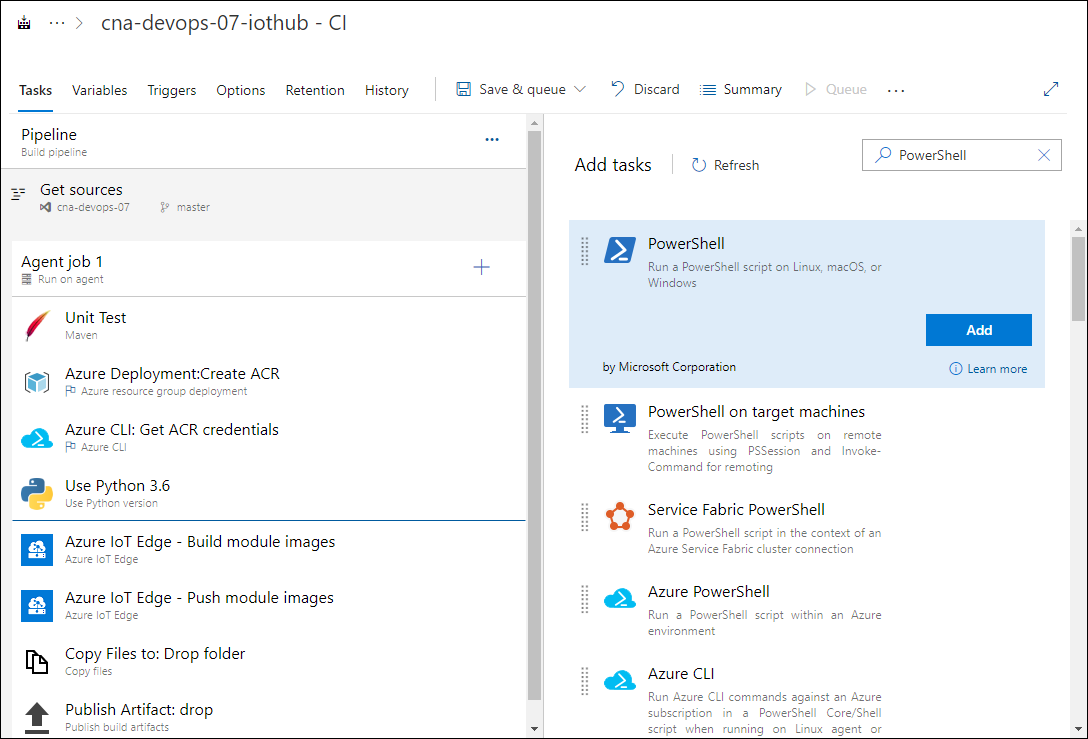 ··· > cna-devops-07-iothub - CI
Tasks Variables Triggers Options Retention History Save & queue Discard Summary Queue ...
Pipeline
Build pipeline
Get sources
cna-devops-07 master
Agent job 1
Run on agent
Unit Test
Maven
Azure Deployment:Create ACR
Azure resource group deployment
Azure CLI: Get ACR credentials
Azure CLI
Use Python 3.6
Use Python version
Azure IoT Edge - Build module images
Azure IoT Edge
Azure IoT Edge - Push module images
Azure IoT Edge
Copy Files to: Drop folder
Copy files
Publish Artifact: drop
Publish build artifacts
Add tasks Refresh PowerShell
PowerShell
Run a PowerShell script on Linux, macOS, or
Windows
Add
by Microsoft Corporation Learn more
PowerShell on target machines
Execute PowerShell scripts on remote
machines using PSSession and Invoke-
Command for remoting
Service Fabric PowerShell
Run a PowerShell script in the context of an
Azure Service Fabric cluster connection
Azure PowerShell
Run a PowerShell script within an Azure
environment
Azure CLI
Run Azure CLI commands against an Azure
subscription in a PowerShell Core/Shell
script when running on Linux agent or